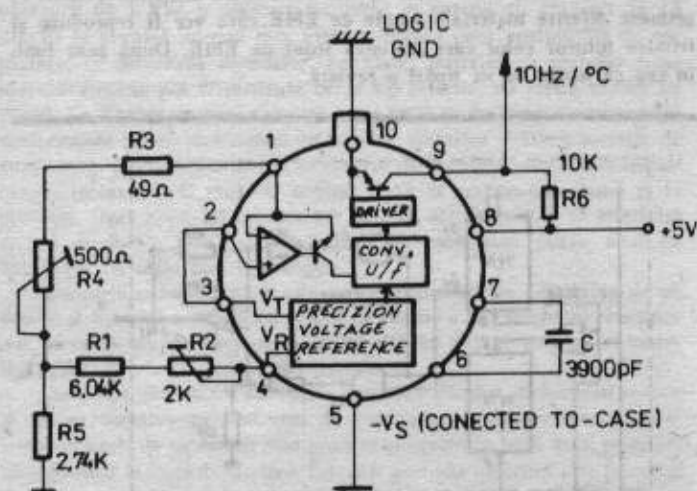 LOGIC
GND
10Hz / °C
R3
49Ω
1
10
9
10K
R6
2
DRIVER
8
+5V
500Ω
R4
CONV.
U/F
3
7
VT
PRECIZION
VOLTAGE
REFERENCE
VR
R1
R2
C
6,04K
2K
4
6
3900pF
5
-VS (CONECTED TO-CASE)
R5
2,74K